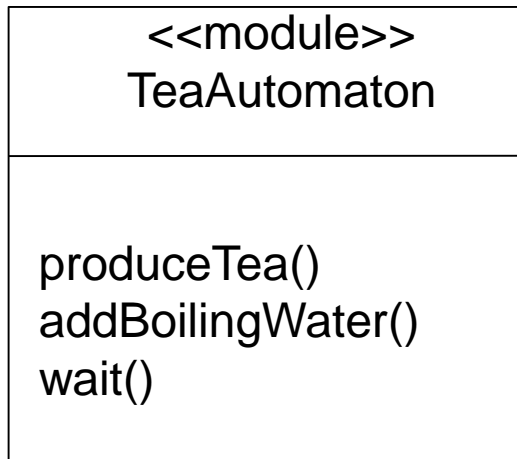 <<module>>
TeaAutomaton
produceTea()
addBoilingWater()
wait()